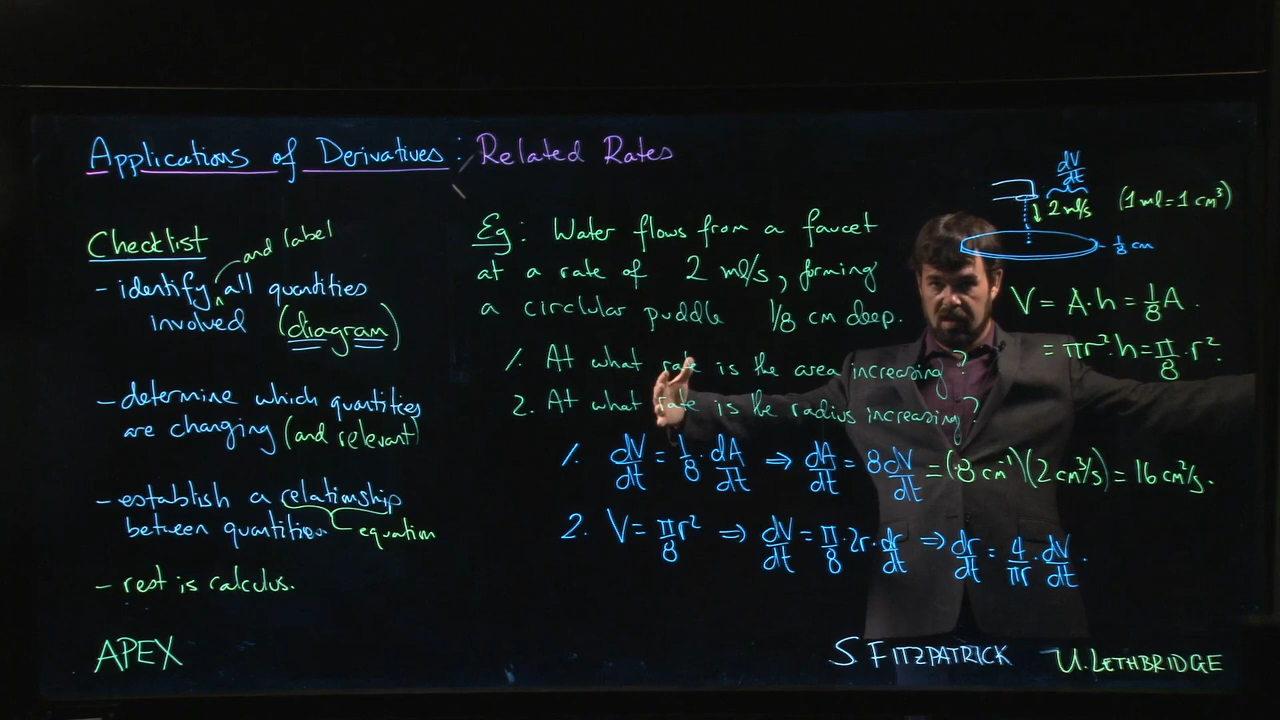 Applications of Derivatives: Related Rates
Checklist
and label
- identify all quantities
involved (diagram)
- determine which quantities
are changing (and relevant)
- establish a relationship
between quantities. equation
- rest is calculus.
APEX
Eg: Water flows from a faucet
at a rate of 2 ml/s, forming
a circlular puddle 1/8 cm deep.
1. At what rate is the area increasing?
2. At what rate is the radius increasing?
1. dV/dt = 1/8 · dA/dt ⇒ dA/dt = 8 dV/dt = (8 cm⁻¹)(2 cm³/s) = 16 cm²/s.
2. V = π/8 r² ⇒ dV/dt = π/8 · 2r · dr/dt ⇒ dr/dt = 4/πr · dV/dt.
dV/dt
↓ 2 ml/s (1 ml = 1 cm³)
1/8 cm
V = A·h = 1/8 A.
= πr²·h = π/8 · r².
S. FITZPATRICK U. LETHBRIDGE